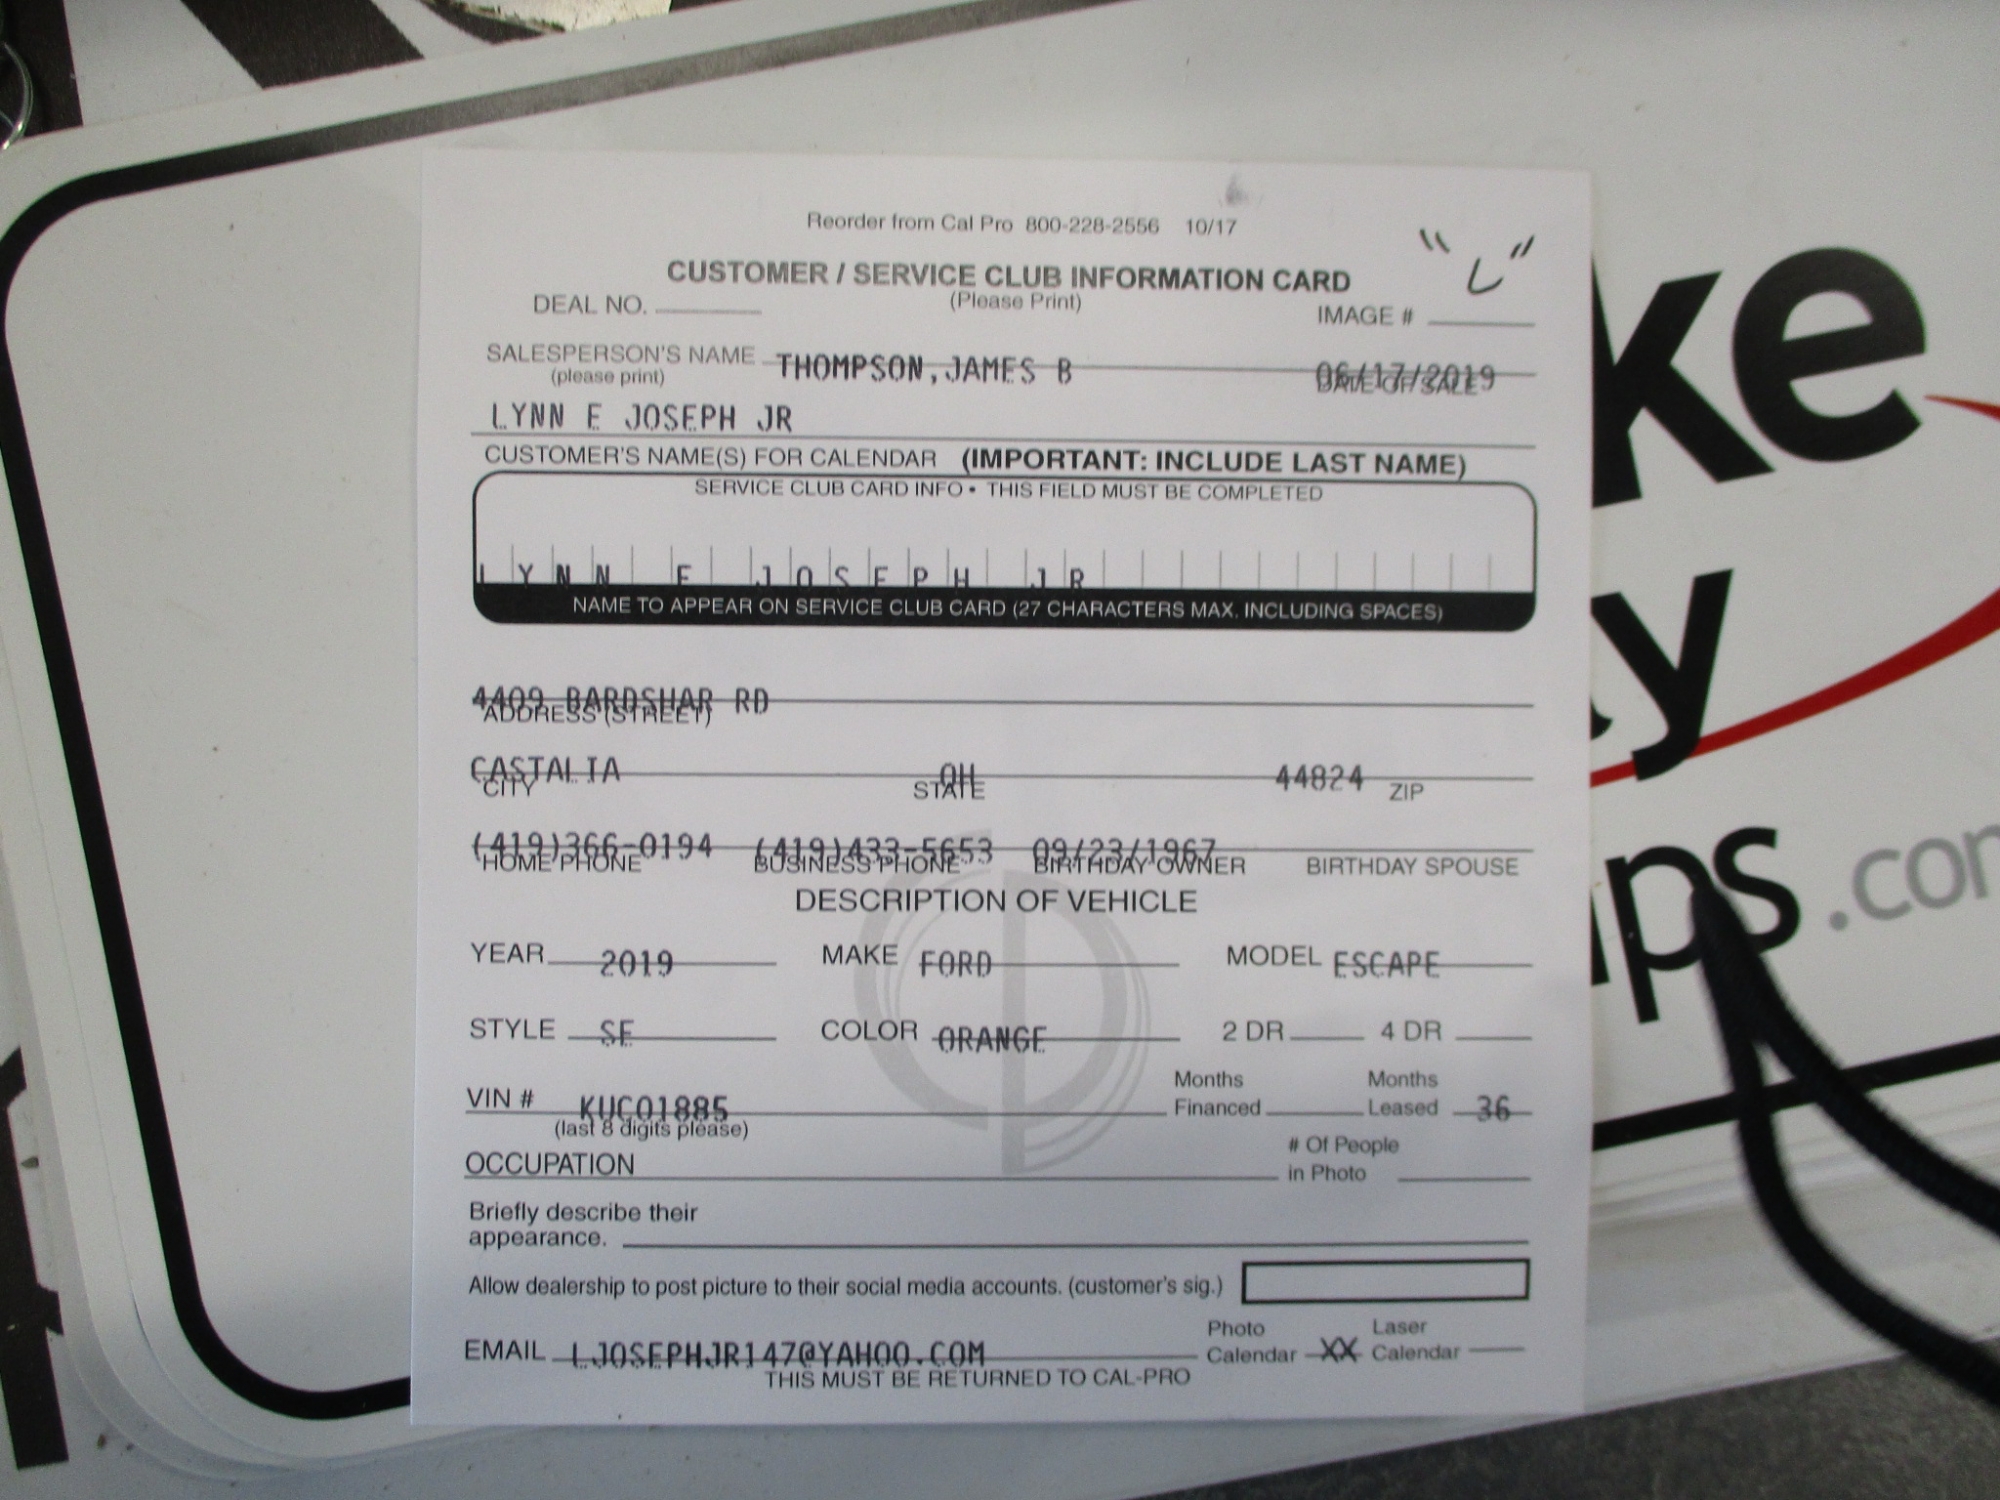 Reorder from Cal Pro 800-228-2556 10/17
"L"
CUSTOMER / SERVICE CLUB INFORMATION CARD
DEAL NO. (Please Print) IMAGE #
SALESPERSON'S NAME THOMPSON,JAMES B 06/17/2019
(please print) DATE OF SALE
LYNN E JOSEPH JR
CUSTOMER'S NAME(S) FOR CALENDAR (IMPORTANT: INCLUDE LAST NAME)
SERVICE CLUB CARD INFO • THIS FIELD MUST BE COMPLETED
LYNN E JOSEPH JR
NAME TO APPEAR ON SERVICE CLUB CARD (27 CHARACTERS MAX. INCLUDING SPACES)
4409 BARDSHAR RD
ADDRESS (STREET)
CASTALIA OH 44824 ZIP
CITY STATE
(419)366-0194 (419)433-5653 09/23/1967
HOME PHONE BUSINESS PHONE BIRTHDAY OWNER BIRTHDAY SPOUSE
DESCRIPTION OF VEHICLE
YEAR 2019 MAKE FORD MODEL ESCAPE
STYLE SE COLOR ORANGE 2 DR 4 DR
VIN # KUC01885 Months Financed Months Leased 36
(last 8 digits please)
OCCUPATION # Of People in Photo
Briefly describe their
appearance.
Allow dealership to post picture to their social media accounts. (customer's sig.)
EMAIL LJOSEPHJR147@YAHOO.COM Photo Calendar XX Laser Calendar
THIS MUST BE RETURNED TO CAL-PRO
ke
y
ps
.com